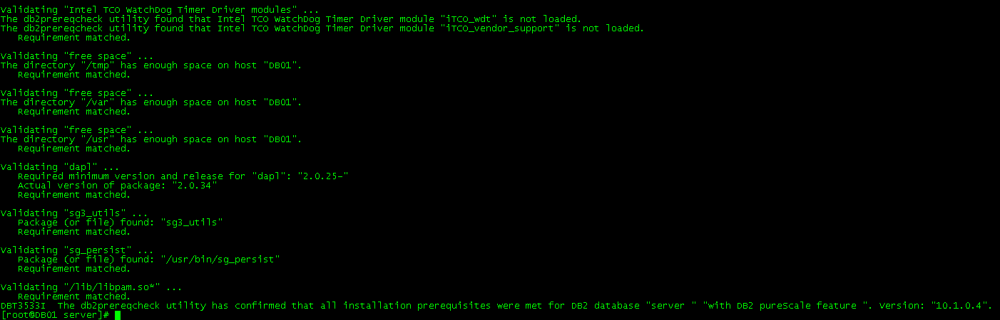 Validating "Intel TCO WatchDog Timer Driver modules" ...
The db2prereqcheck utility found that Intel TCO WatchDog Timer Driver module "iTCO_wdt" is not loaded.
The db2prereqcheck utility found that Intel TCO WatchDog Timer Driver module "iTCO_vendor_support" is not loaded.
   Requirement matched.

Validating "free space" ...
The directory "/tmp" has enough space on host "DB01".
   Requirement matched.

Validating "free space" ...
The directory "/var" has enough space on host "DB01".
   Requirement matched.

Validating "free space" ...
The directory "/usr" has enough space on host "DB01".
   Requirement matched.

Validating "dapl" ...
   Required minimum version and release for "dapl": "2.0.25-"
   Actual version of package: "2.0.34"
   Requirement matched.

Validating "sg3_utils" ...
   Package (or file) found: "sg3_utils"
   Requirement matched.

Validating "sg_persist" ...
   Package (or file) found: "/usr/bin/sg_persist"
   Requirement matched.

Validating "/lib/libpam.so*" ...
   Requirement matched.
DBT3533I  The db2prereqcheck utility has confirmed that all installation prerequisites were met for DB2 database "server " "with DB2 pureScale feature ". Version: "10.1.0.4".
[root@DB01 server]#